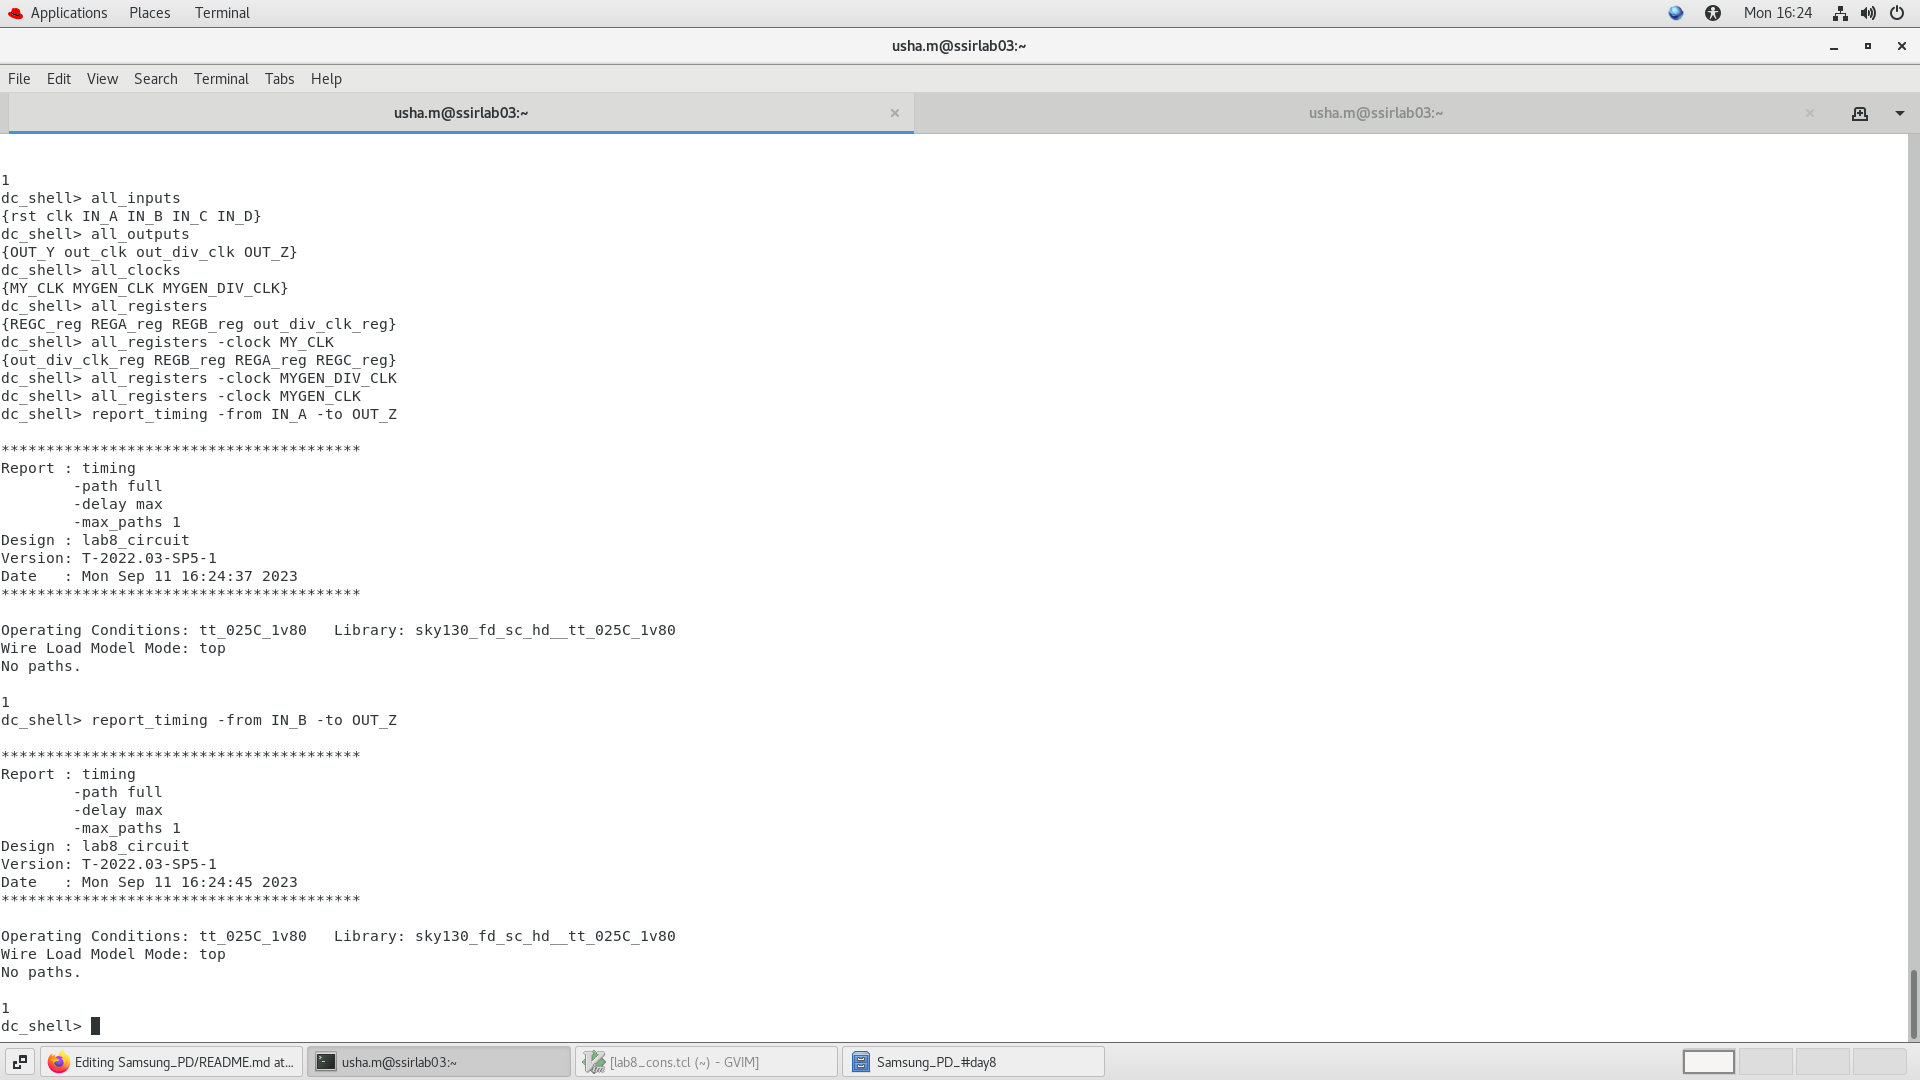 Applications Places Terminal Mon 16:24
usha.m@ssirlab03:~
File Edit View Search Terminal Tabs Help
usha.m@ssirlab03:~ × usha.m@ssirlab03:~ ×
1
dc_shell> all_inputs
{rst clk IN_A IN_B IN_C IN_D}
dc_shell> all_outputs
{OUT_Y out_clk out_div_clk OUT_Z}
dc_shell> all_clocks
{MY_CLK MYGEN_CLK MYGEN_DIV_CLK}
dc_shell> all_registers
{REGC_reg REGA_reg REGB_reg out_div_clk_reg}
dc_shell> all_registers -clock MY_CLK
{out_div_clk_reg REGB_reg REGA_reg REGC_reg}
dc_shell> all_registers -clock MYGEN_DIV_CLK
dc_shell> all_registers -clock MYGEN_CLK
dc_shell> report_timing -from IN_A -to OUT_Z
****************************************
Report : timing
        -path full
        -delay max
        -max_paths 1
Design : lab8_circuit
Version: T-2022.03-SP5-1
Date   : Mon Sep 11 16:24:37 2023
****************************************
Operating Conditions: tt_025C_1v80   Library: sky130_fd_sc_hd__tt_025C_1v80
Wire Load Model Mode: top
No paths.
1
dc_shell> report_timing -from IN_B -to OUT_Z
****************************************
Report : timing
        -path full
        -delay max
        -max_paths 1
Design : lab8_circuit
Version: T-2022.03-SP5-1
Date   : Mon Sep 11 16:24:45 2023
****************************************
Operating Conditions: tt_025C_1v80   Library: sky130_fd_sc_hd__tt_025C_1v80
Wire Load Model Mode: top
No paths.
1
dc_shell>
Editing Samsung_PD/README.md at... usha.m@ssirlab03:~ [lab8_cons.tcl (~) - GVIM] Samsung_PD_#day8